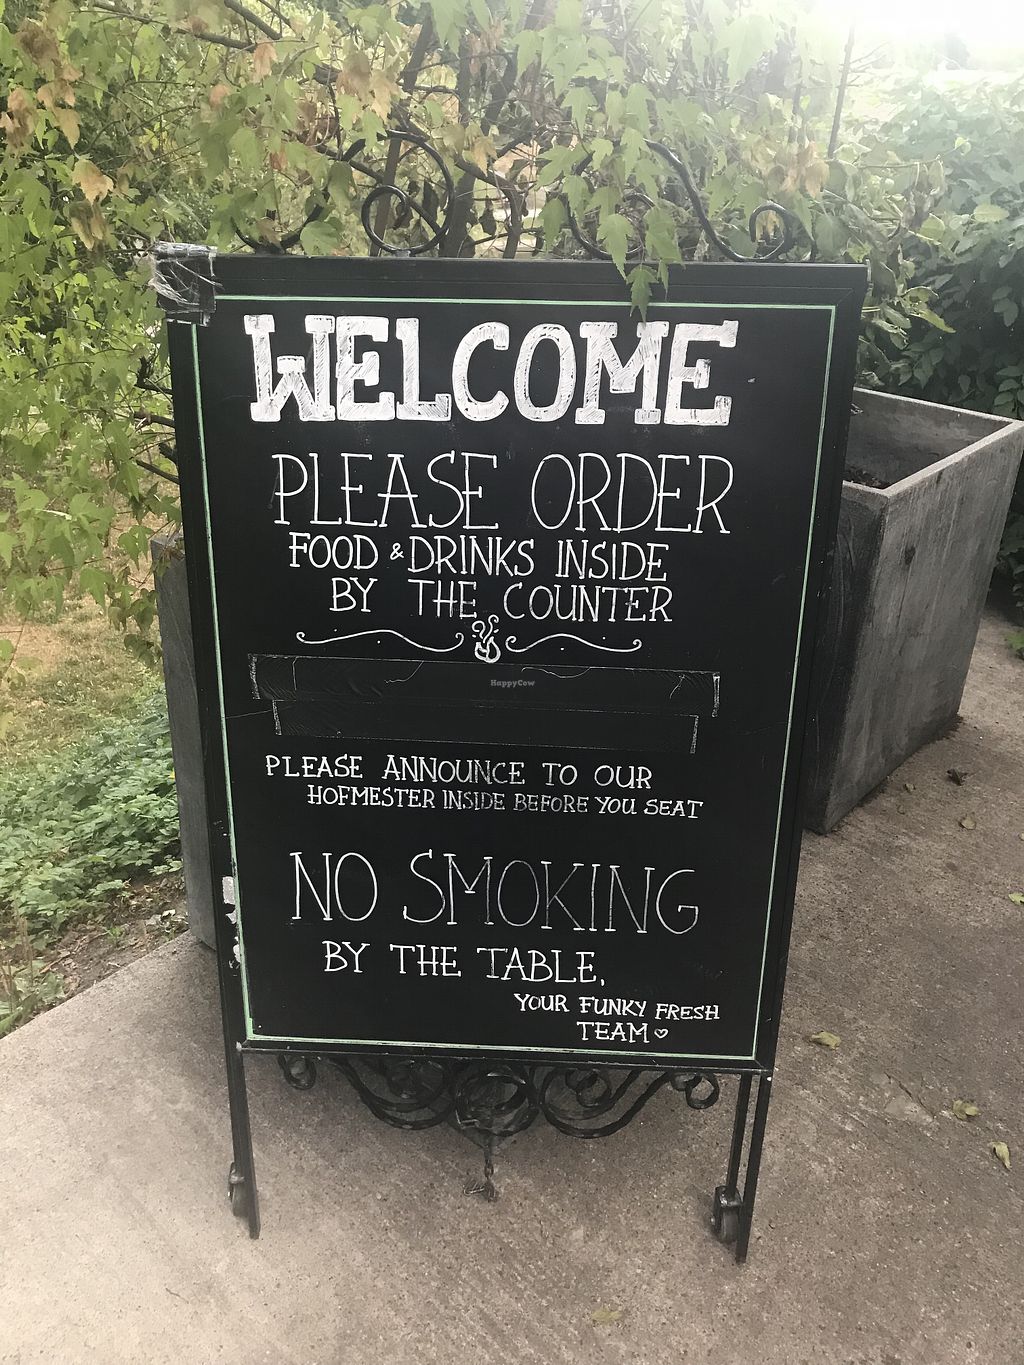 WELCOME
PLEASE ORDER
FOOD & DRINKS INSIDE
BY THE COUNTER
HappyCow
PLEASE ANNOUNCE TO OUR
HOFMESTER INSIDE BEFORE YOU SEAT
NO SMOKING
BY THE TABLE,
YOUR FUNKY FRESH
TEAM ♡